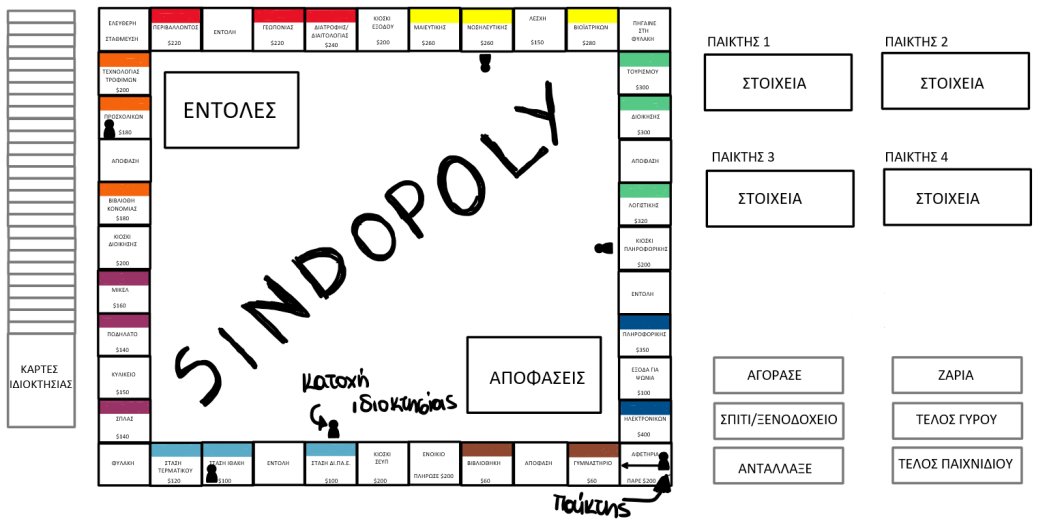 ΕΛΕΥΘΕΡΗ
ΣΤΑΘΜΕΥΣΗ
ΠΕΡΙΒΑΛΛΟΝΤΟΣ
$220
ΕΝΤΟΛΗ
ΓΕΩΠΟΝΙΑΣ
$220
ΔΙΑΤΡΟΦΗΣ/
ΔΙΑΙΤΟΛΟΓΙΑΣ
$240
ΚΙΟΣΚΙ
ΕΞΟΔΟΥ
$200
ΜΑΙΕΥΤΙΚΗΣ
$260
ΝΟΣΗΛΕΥΤΙΚΗΣ
$260
ΛΕΣΧΗ
$150
ΒΙΟΪΑΤΡΙΚΩΝ
$280
ΠΗΓΑΙΝΕ
ΣΤΗ
ΦΥΛΑΚΗ
ΤΕΧΝΟΛΟΓΙΑΣ
ΤΡΟΦΙΜΩΝ
$200
ΠΡΟΣΧΟΛΙΚΩΝ
$180
ΑΠΟΦΑΣΗ
ΒΙΒΛΙΟΘΗ
ΚΟΝΟΜΙΑΣ
$180
ΚΙΟΣΚΙ
ΔΙΟΙΚΗΣΗΣ
$200
ΜΙΚΕΛ
$160
ΠΟΔΗΛΑΤΟ
$140
ΚΥΛΙΚΕΙΟ
$150
ΣΠΛΑΣ
$140
ΤΟΥΡΙΣΜΟΥ
$300
ΔΙΟΙΚΗΣΗΣ
$300
ΑΠΟΦΑΣΗ
ΛΟΓΙΣΤΙΚΗΣ
$320
ΚΙΟΣΚΙ
ΠΛΗΡΟΦΟΡΙΚΗΣ
$200
ΕΝΤΟΛΗ
ΠΛΗΡΟΦΟΡΙΚΗΣ
$350
ΕΞΟΔΑ ΓΙΑ
ΨΩΝΙΑ
$100
ΗΛΕΚΤΡΟΝΙΚΩΝ
$400
ΦΥΛΑΚΗ
ΣΤΑΣΗ
ΤΕΡΜΑΤΙΚΟΥ
$120
ΣΤΑΣΗ ΙΘΑΚΗ
$100
ΕΝΤΟΛΗ
ΣΤΑΣΗ ΔΙ.ΠΑ.Ε.
$100
ΚΙΟΣΚΙ
ΣΕΥΠ
$200
ΕΝΟΙΚΙΟ
ΠΛΗΡΩΣΕ $200
ΒΙΒΛΙΟΘΗΚΗ
$60
ΑΠΟΦΑΣΗ
ΓΥΜΝΑΣΤΗΡΙΟ
$60
ΑΦΕΤΗΡΙΑ
ΠΑΡΕ $200
ΕΝΤΟΛΕΣ
SINDOPOLY
ΑΠΟΦΑΣΕΙΣ
κατοχή
ιδιοκτησίας
Παίκτης
ΚΑΡΤΕΣ
ΙΔΙΟΚΤΗΣΙΑΣ
ΠΑΙΚΤΗΣ 1
ΣΤΟΙΧΕΙΑ
ΠΑΙΚΤΗΣ 2
ΣΤΟΙΧΕΙΑ
ΠΑΙΚΤΗΣ 3
ΣΤΟΙΧΕΙΑ
ΠΑΙΚΤΗΣ 4
ΣΤΟΙΧΕΙΑ
ΑΓΟΡΑΣΕ
ΖΑΡΙΑ
ΣΠΙΤΙ/ΞΕΝΟΔΟΧΕΙΟ
ΤΕΛΟΣ ΓΥΡΟΥ
ΑΝΤΑΛΛΑΞΕ
ΤΕΛΟΣ ΠΑΙΧΝΙΔΙΟΥ